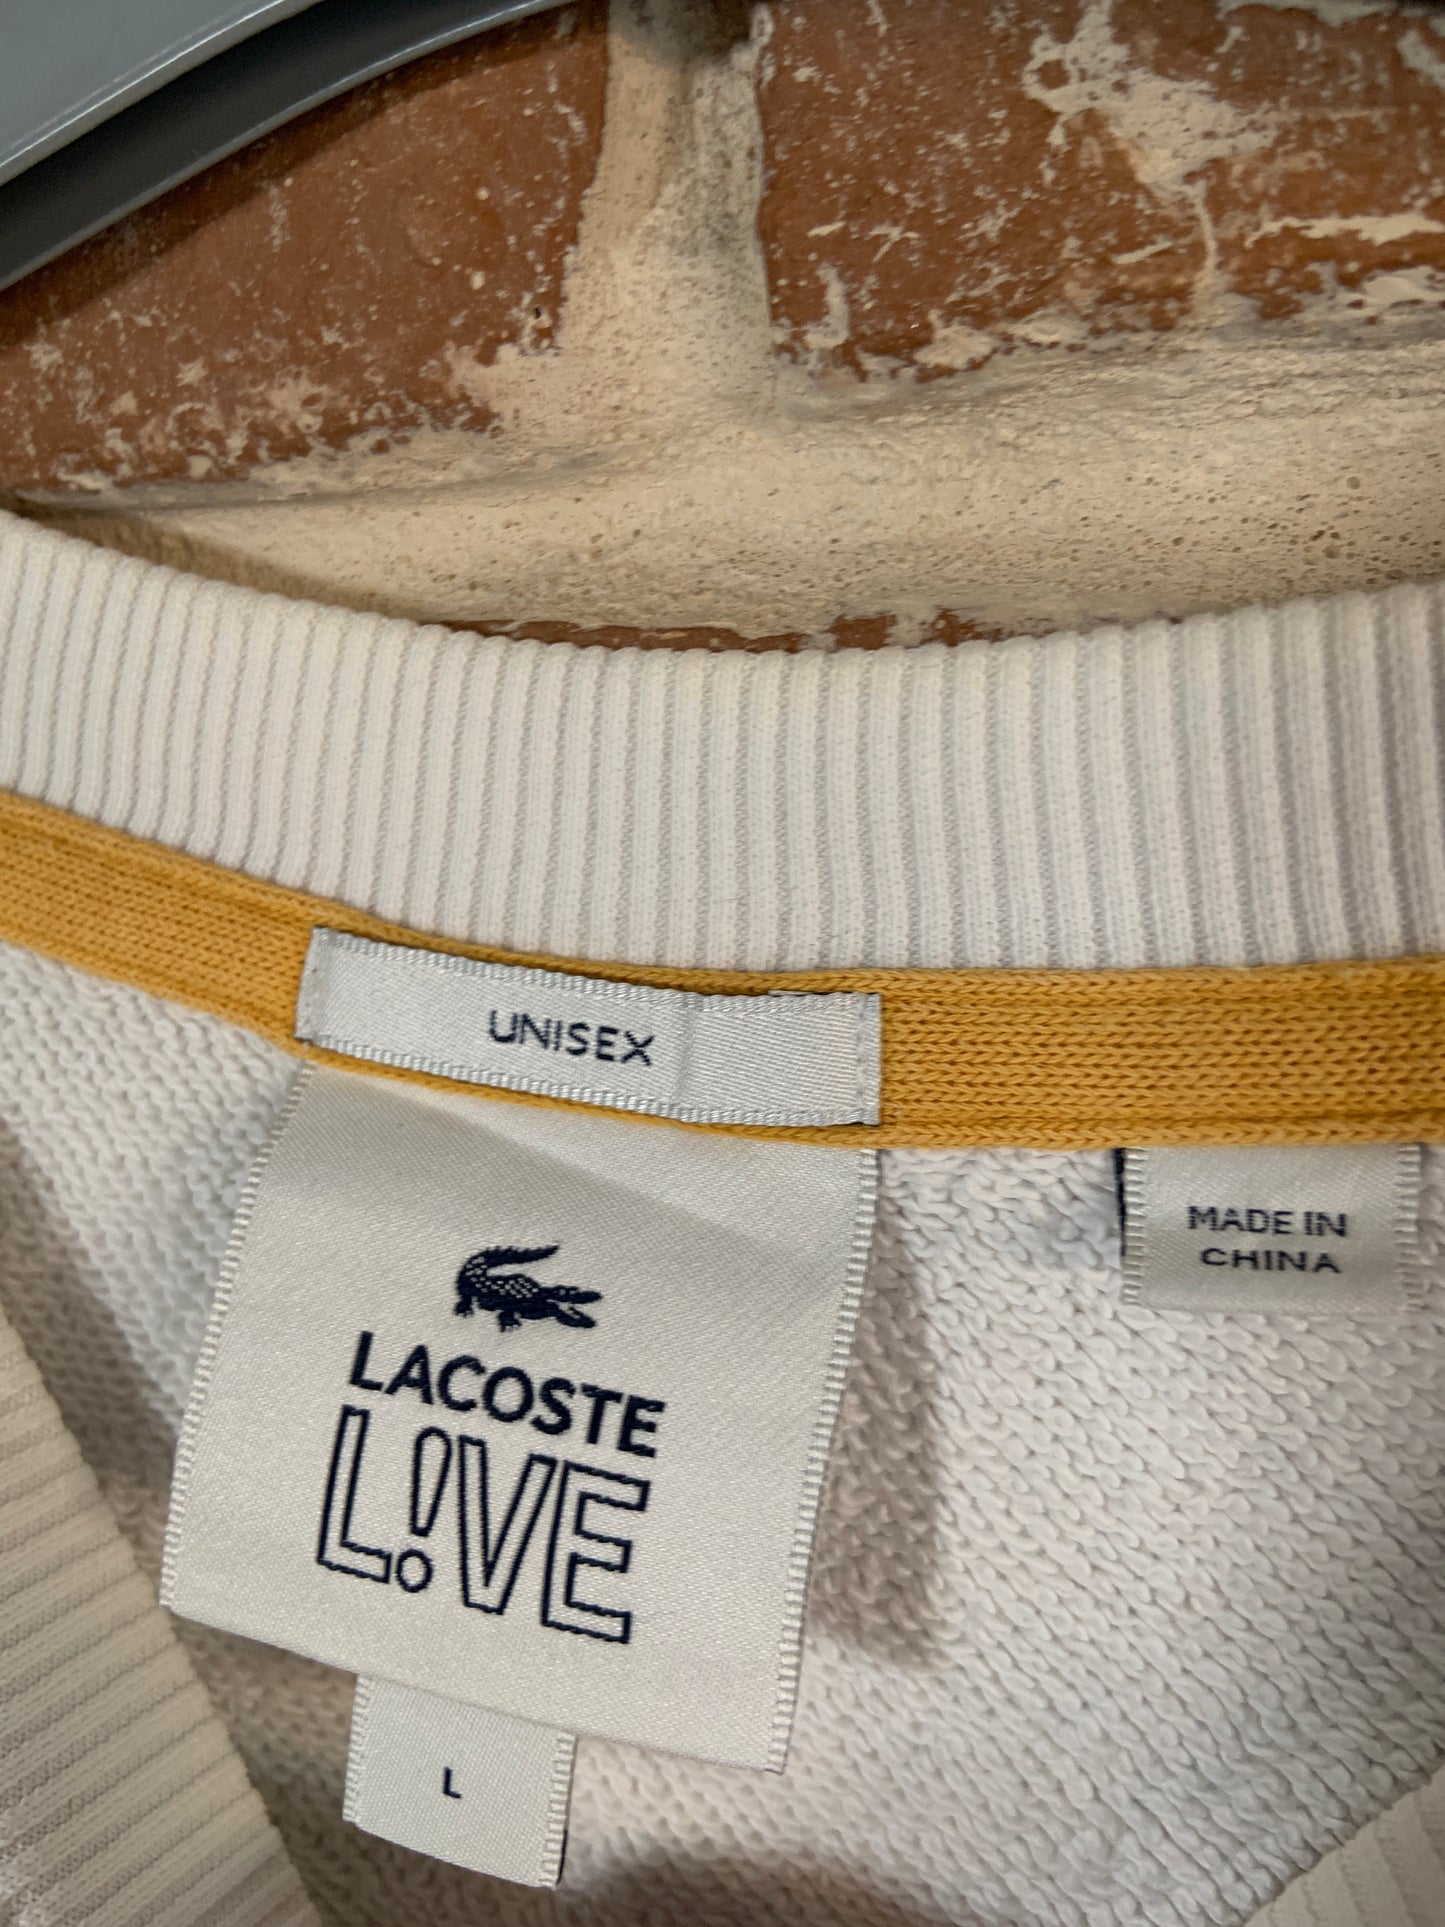 UNISEX
MADE IN
CHINA
LACOSTE
L!VE
L